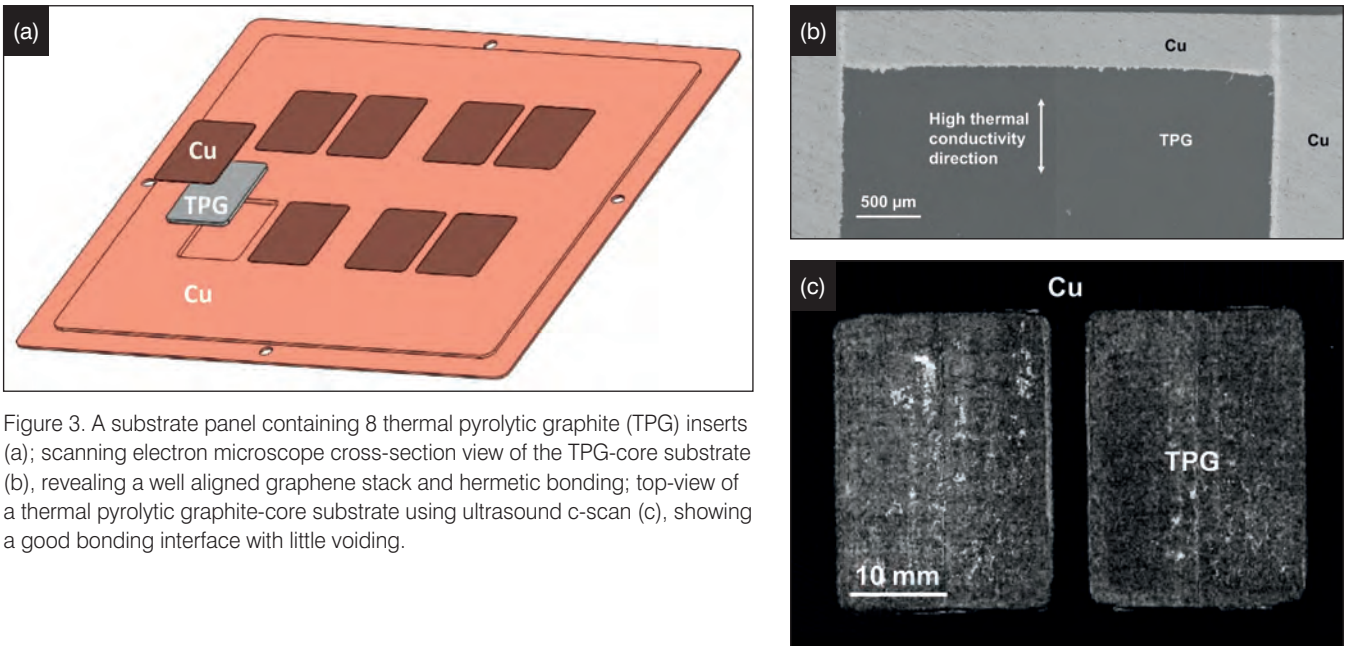 (a)
Cu
TPG
Cu
Figure 3. A substrate panel containing 8 thermal pyrolytic graphite (TPG) inserts
(a); scanning electron microscope cross-section view of the TPG-core substrate
(b), revealing a well aligned graphene stack and hermetic bonding; top-view of
a thermal pyrolytic graphite-core substrate using ultrasound c-scan (c), showing
a good bonding interface with little voiding.
(b)
Cu
High thermal
conductivity
direction
TPG
Cu
500 µm
(c)
Cu
TPG
10 mm